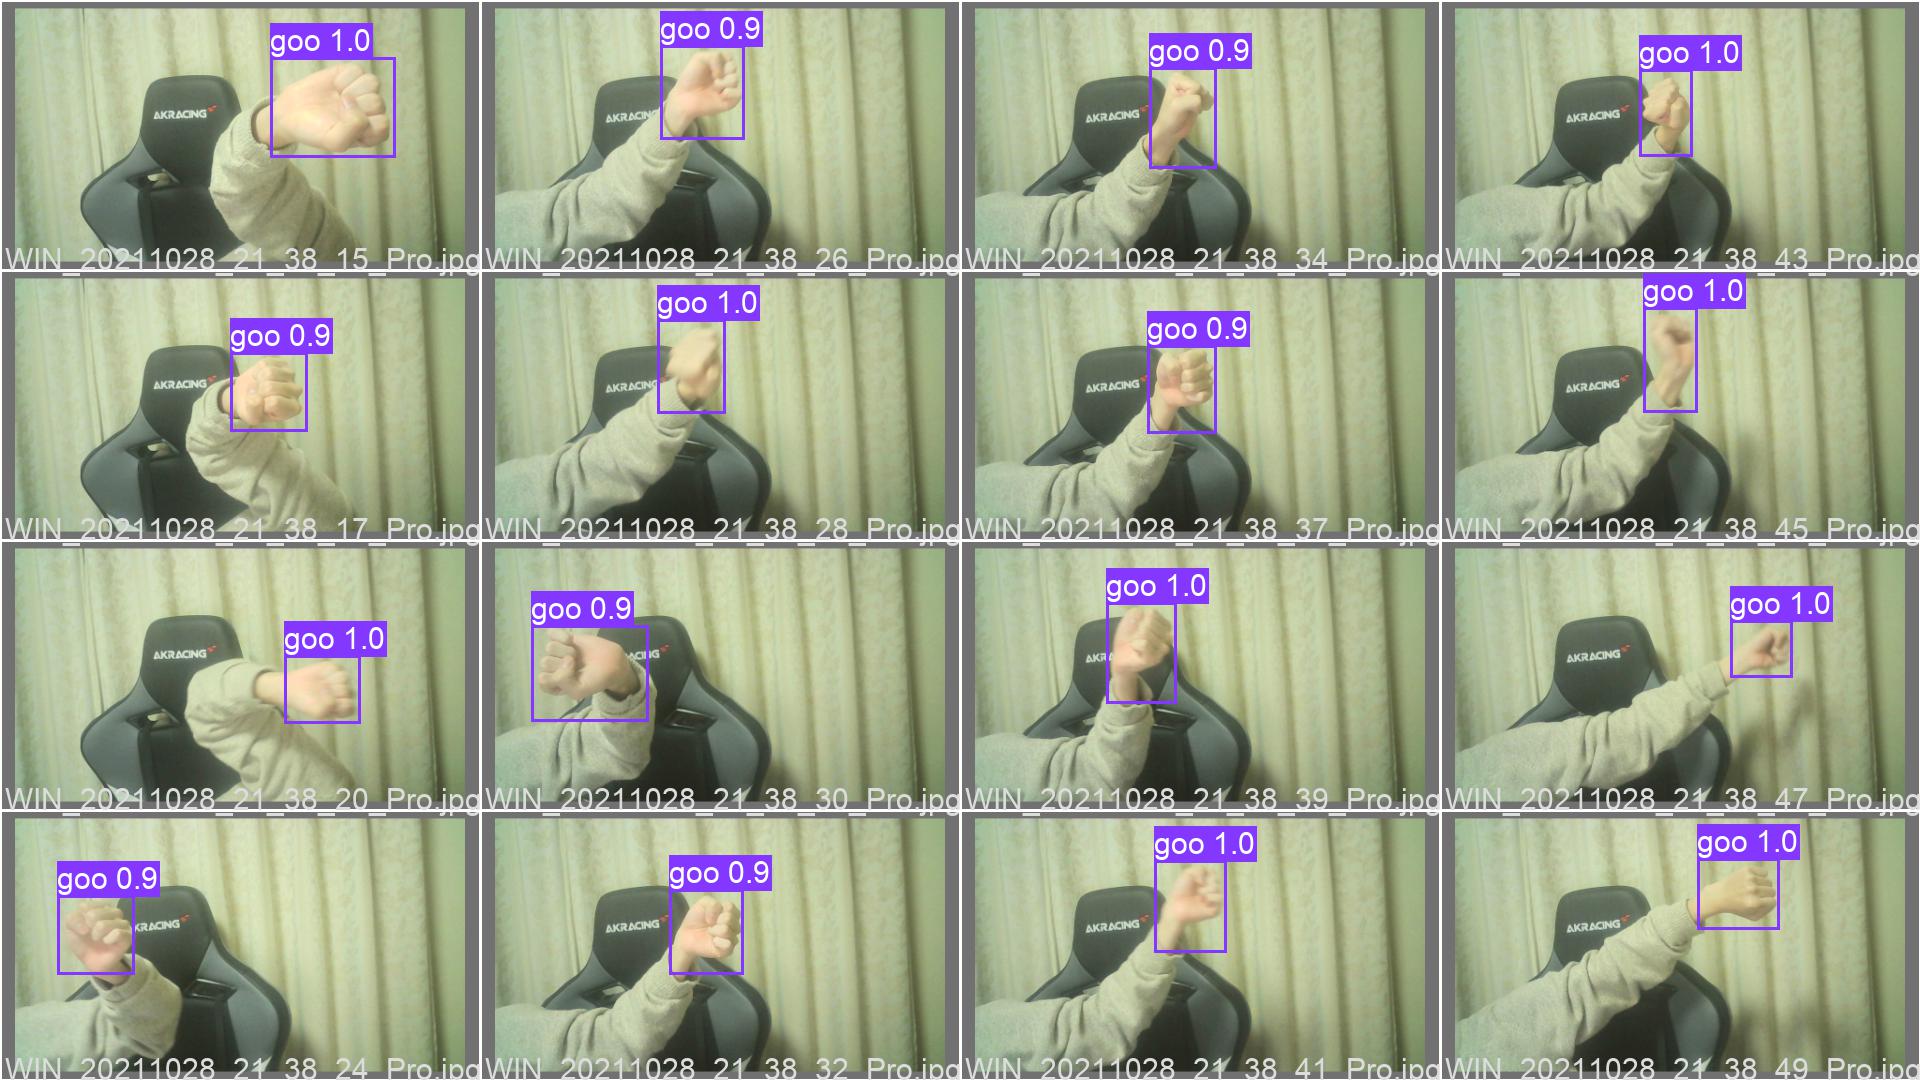 goo 1.0
AKRACING
WIN_20211028_21_38_15_Pro.jpg
goo 0.9
AKRACING
WIN_20211028_21_38_26_Pro.jpg
goo 0.9
AKRACING
WIN_20211028_21_38_34_Pro.jpg
goo 1.0
AKRACING
WIN_20211028_21_38_43_Pro.jpg
goo 0.9
AKRACING
WIN_20211028_21_38_17_Pro.jpg
goo 1.0
AKRACING
WIN_20211028_21_38_28_Pro.jpg
goo 0.9
AKRACING
WIN_20211028_21_38_37_Pro.jpg
goo 1.0
AKRACING
WIN_20211028_21_38_45_Pro.jpg
goo 1.0
AKRACING
WIN_20211028_21_38_20_Pro.jpg
goo 0.9
CING
WIN_20211028_21_38_30_Pro.jpg
goo 1.0
AKR
WIN_20211028_21_38_39_Pro.jpg
goo 1.0
AKRACING
WIN_20211028_21_38_47_Pro.jpg
goo 0.9
KRACING
WIN_20211028_21_38_24_Pro.jpg
goo 0.9
AKRACING
WIN_20211028_21_38_32_Pro.jpg
goo 1.0
AKRACING
WIN_20211028_21_38_41_Pro.jpg
goo 1.0
AKRACING
WIN_20211028_21_38_49_Pro.jpg